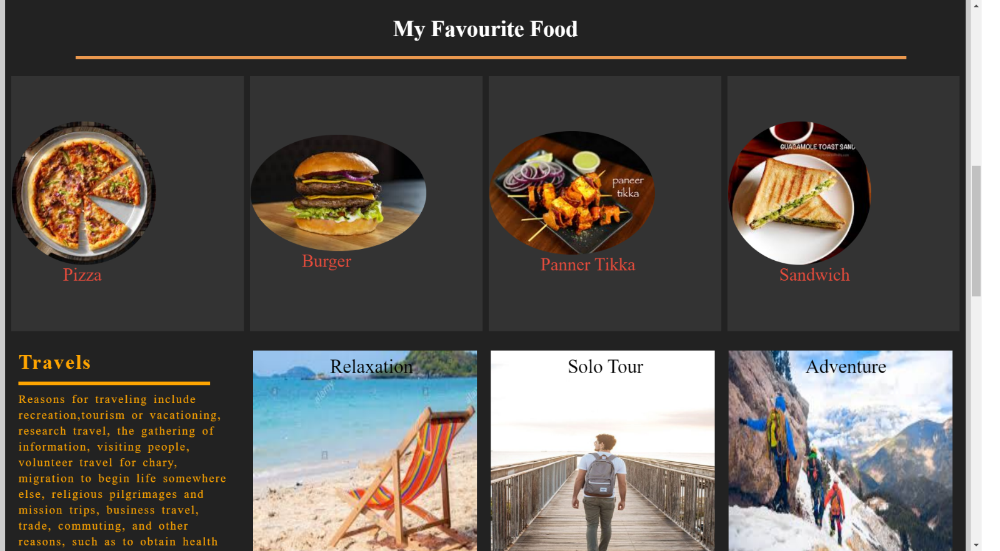 My Favourite Food
GUACAMOLE TOAST SAND
paneer
tikka
Pizza
Burger
Panner Tikka
Sandwich
Travels
Reasons for traveling include
recreation,tourism or vacationing,
research travel, the gathering of
information, visiting people,
volunteer travel for chary,
migration to begin life somewhere
else, religious pilgrimages and
mission trips, business travel,
trade, commuting, and other
reasons, such as to obtain health
Relaxation
alamy
Solo Tour
Adventure